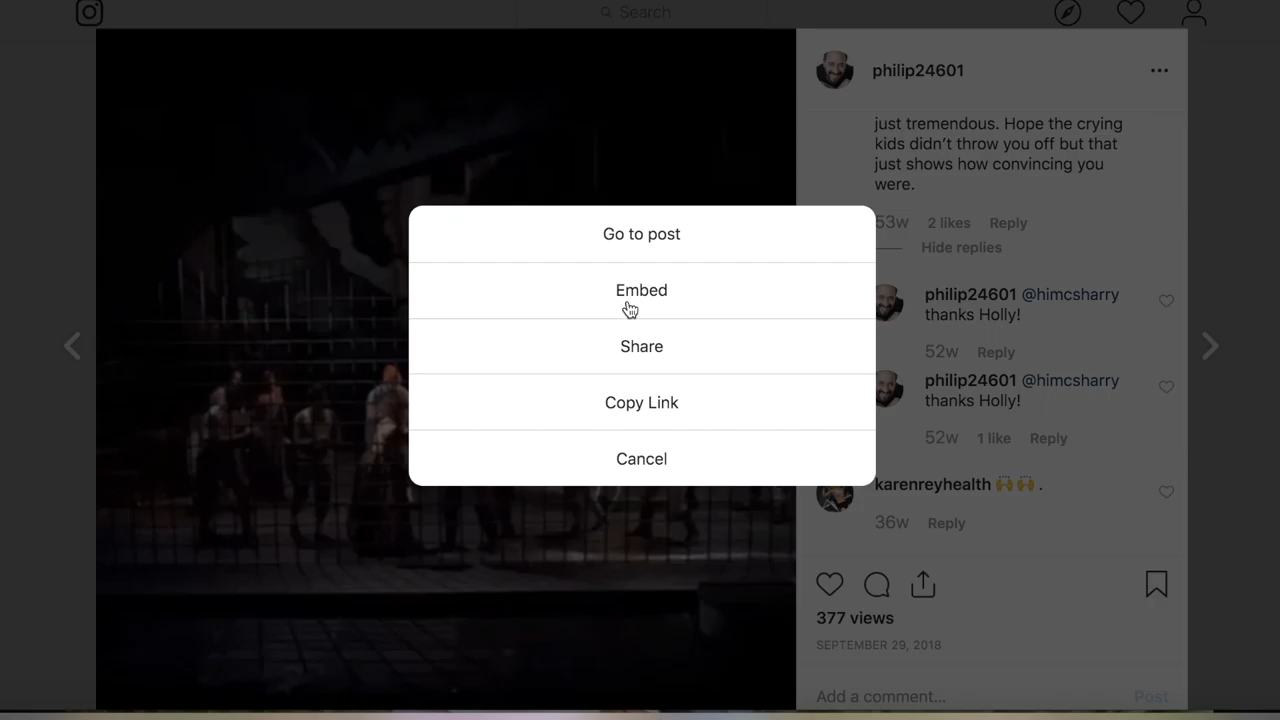 Search
philip24601
just tremendous. Hope the crying
kids didn't throw you off but that
just shows how convincing you
were.
53w 2 likes Reply
Hide replies
philip24601 @himcsharry
thanks Holly!
52w Reply
philip24601 @himcsharry
thanks Holly!
52w 1 like Reply
karenreyhealth 🙌🙌 .
36w Reply
377 views
SEPTEMBER 29, 2018
Add a comment... Post
Go to post
Embed
Share
Copy Link
Cancel